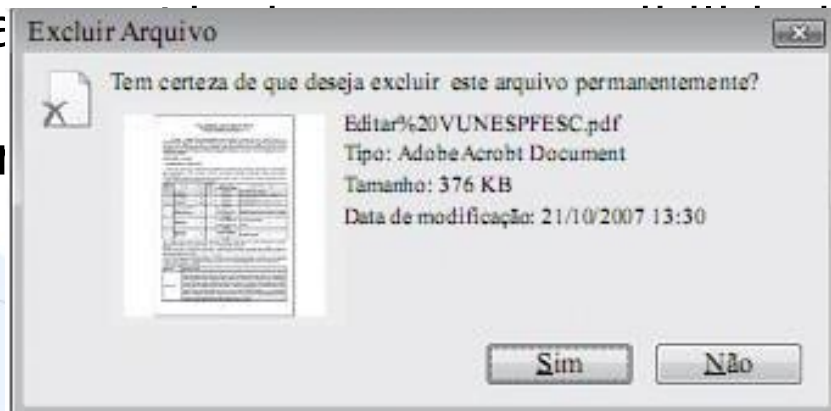 Excluir Arquivo
Tem certeza de que deseja excluir este arquivo permanentemente?
Editar%20VUNESPFESC.pdf
Tipo: Adobe Acrobt Document
Tamanho: 376 KB
Data de modificação: 21/10/2007 13:30
Sim Não